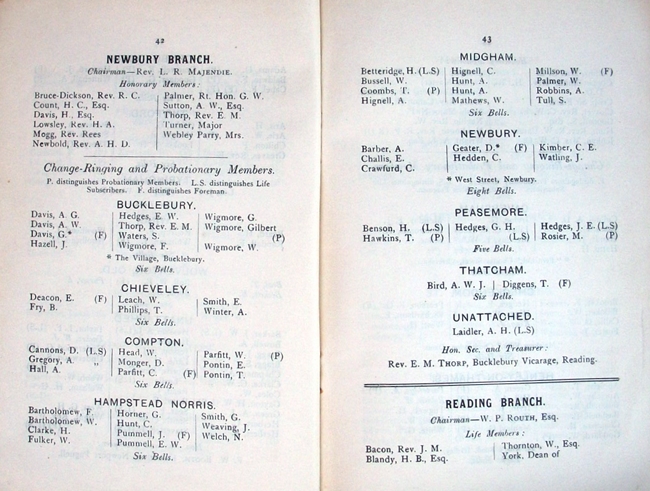 42
NEWBURY BRANCH.
Chairman—Rev. L. R. Majendie.
Honorary Members:
Bruce-Dickson, Rev. R. C.
Count, H. C., Esq.
Davis, H., Esq.
Lowsley, Rev. H. A.
Mogg, Rev. Rees
Newbold, Rev. A. H. D.
Palmer, Rt. Hon. G. W.
Sutton, A. W., Esq.
Thorp, Rev. E. M.
Turner, Major
Webley Parry, Mrs.
Change-Ringing and Probationary Members.
P. distinguishes Probationary Members. L.S. distinguishes Life
Subscribers. F. distinguishes Foreman.
BUCKLEBURY.
Davis, A. G.
Davis, A. W.
Davis, G.* (F)
Hazell, J.
Hedges, E. W.
Thorp, Rev. E. M.
Waters, S.
Wigmore, F.
Wigmore, G.
Wigmore, Gilbert
(P)
Wigmore, W.
* The Village, Bucklebury.
Six Bells.
CHIEVELEY.
Deacon, E. (F)
Fry, B.
Leach, W.
Phillips, T.
Smith, E.
Winter, A.
Six Bells.
COMPTON.
Cannons, D. (L.S)
Gregory, A. "
Hall, A.
Head, W.
Monger, D.
Parfitt, C. (F)
Parfitt, W. (P)
Pontin, E.
Pontin, T.
Six Bells.
HAMPSTEAD NORRIS.
Bartholomew, F.
Bartholomew, W.
Clarke, H.
Fulker, W.
Horner, G.
Hunt, C.
Pummell, J. (F)
Pummell, E. W.
Smith, G.
Weaving, J.
Welch, N.
Six Bells.
43
MIDGHAM.
Betteridge, H. (L.S)
Bussell, W.
Coombs, T. (P)
Hignell, A.
Hignell, C.
Hunt, A.
Hunt, A.
Mathews, W.
Millson, W. (F)
Palmer, W.
Robbins, A.
Tull, S.
Six Bells.
NEWBURY.
Barber, A.
Challis, E.
Crawfurd, C.
Geater, D.* (F)
Hedden, C.
Kimber, C. E.
Watling, J.
* West Street, Newbury.
Eight Bells.
PEASEMORE.
Benson, H. (L.S)
Hawkins, T. (P)
Hedges, G. H.
(L.S)
Hedges, J. E. (L.S)
Rosier, M. (P)
Five Bells.
THATCHAM.
Bird, A. W. J.
Diggens, T. (F)
Six Bells.
UNATTACHED.
Laidler, A. H. (L.S)
Hon. Sec. and Treasurer:
Rev. E. M. Thorp, Bucklebury Vicarage, Reading.
READING BRANCH.
Chairman—W. P. Routh, Esq.
Life Members:
Bacon, Rev. J. M.
Blandy, H. B., Esq.
Thornton, W., Esq.
York, Dean of